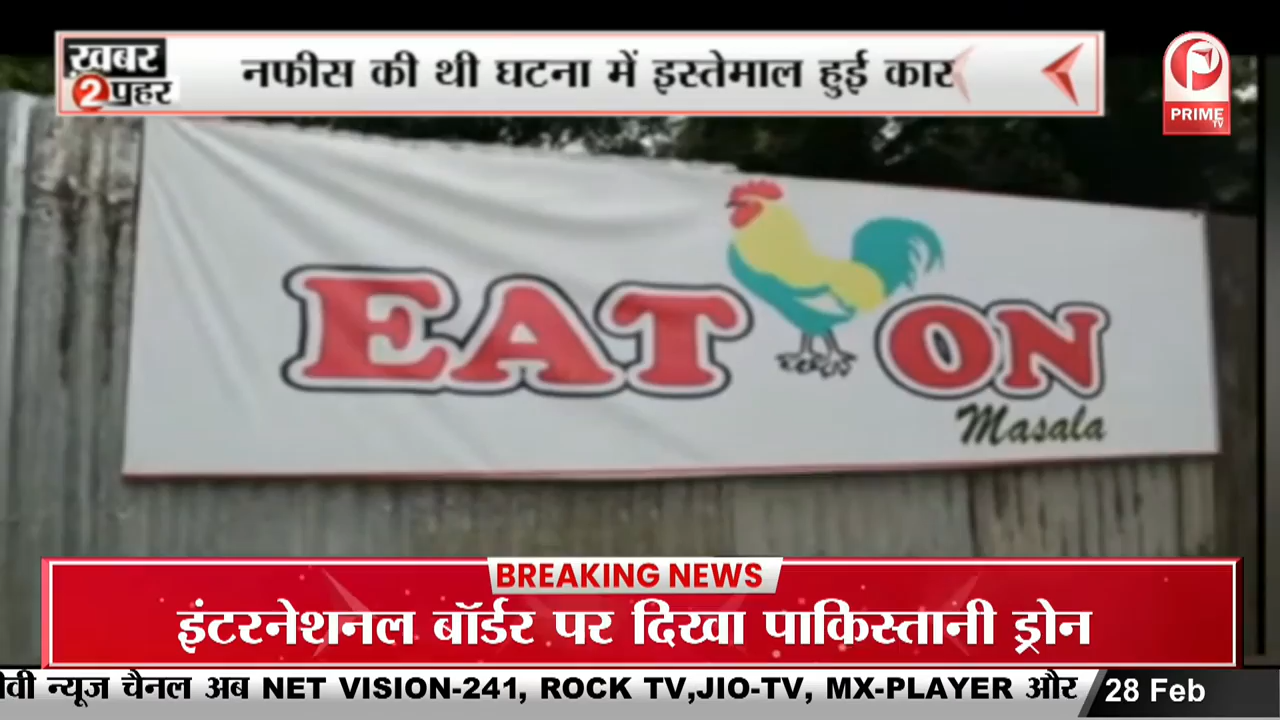 ख़बर
2 प्रहर
नफीस की थी घटना में इस्तेमाल हुई कार
PRIME
TV
EAT ON
Masala
BREAKING NEWS
इंटरनेशनल बॉर्डर पर दिखा पाकिस्तानी ड्रोन
न्यूज चैनल अब NET VISION-241, ROCK TV,JIO-TV, MX-PLAYER और
28 Feb